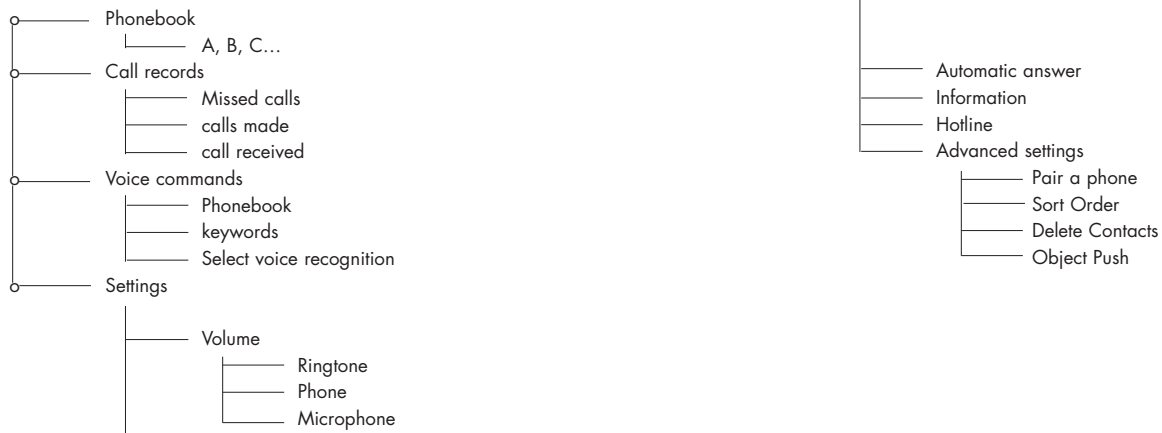 Phonebook
A, B, C...
Call records
Missed calls
calls made
call received
Voice commands
Phonebook
keywords
Select voice recognition
Settings
Volume
Ringtone
Phone
Microphone
Automatic answer
Information
Hotline
Advanced settings
Pair a phone
Sort Order
Delete Contacts
Object Push